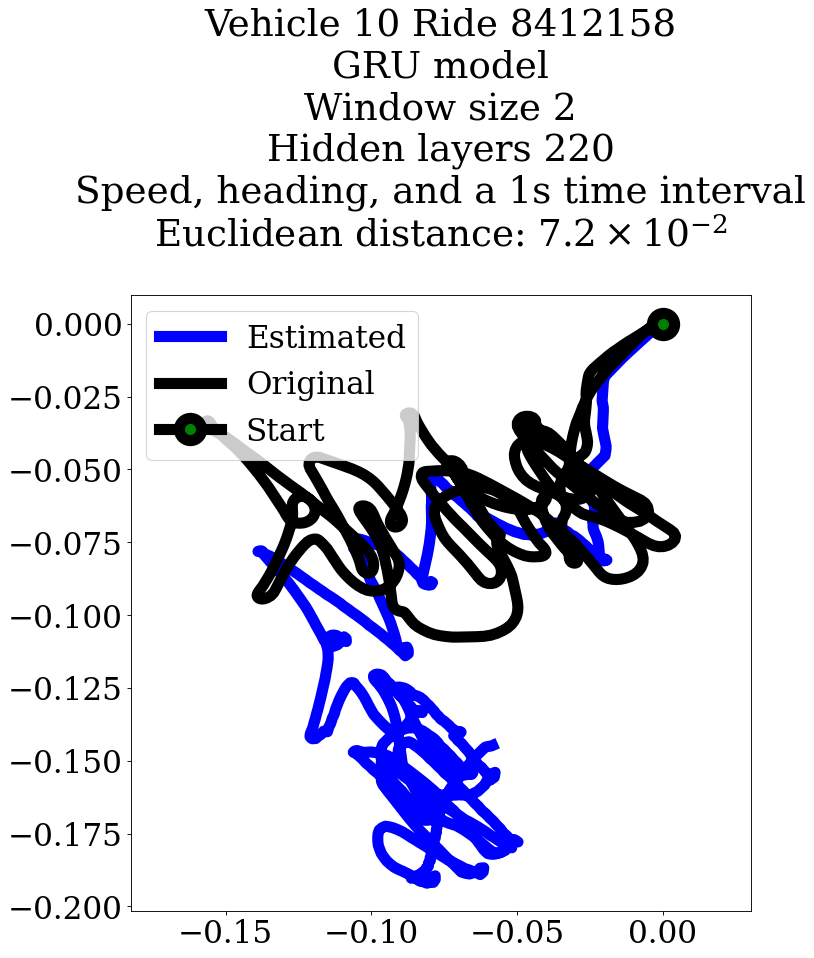 Vehicle 10 Ride 8412158
GRU model
Window size 2
Hidden layers 220
Speed, heading, and a 1s time interval
Euclidean distance: 7.2 × 10⁻²
Estimated
Original
Start
0.000
−0.025
−0.050
−0.075
−0.100
−0.125
−0.150
−0.175
−0.200
−0.15 −0.10 −0.05 0.00